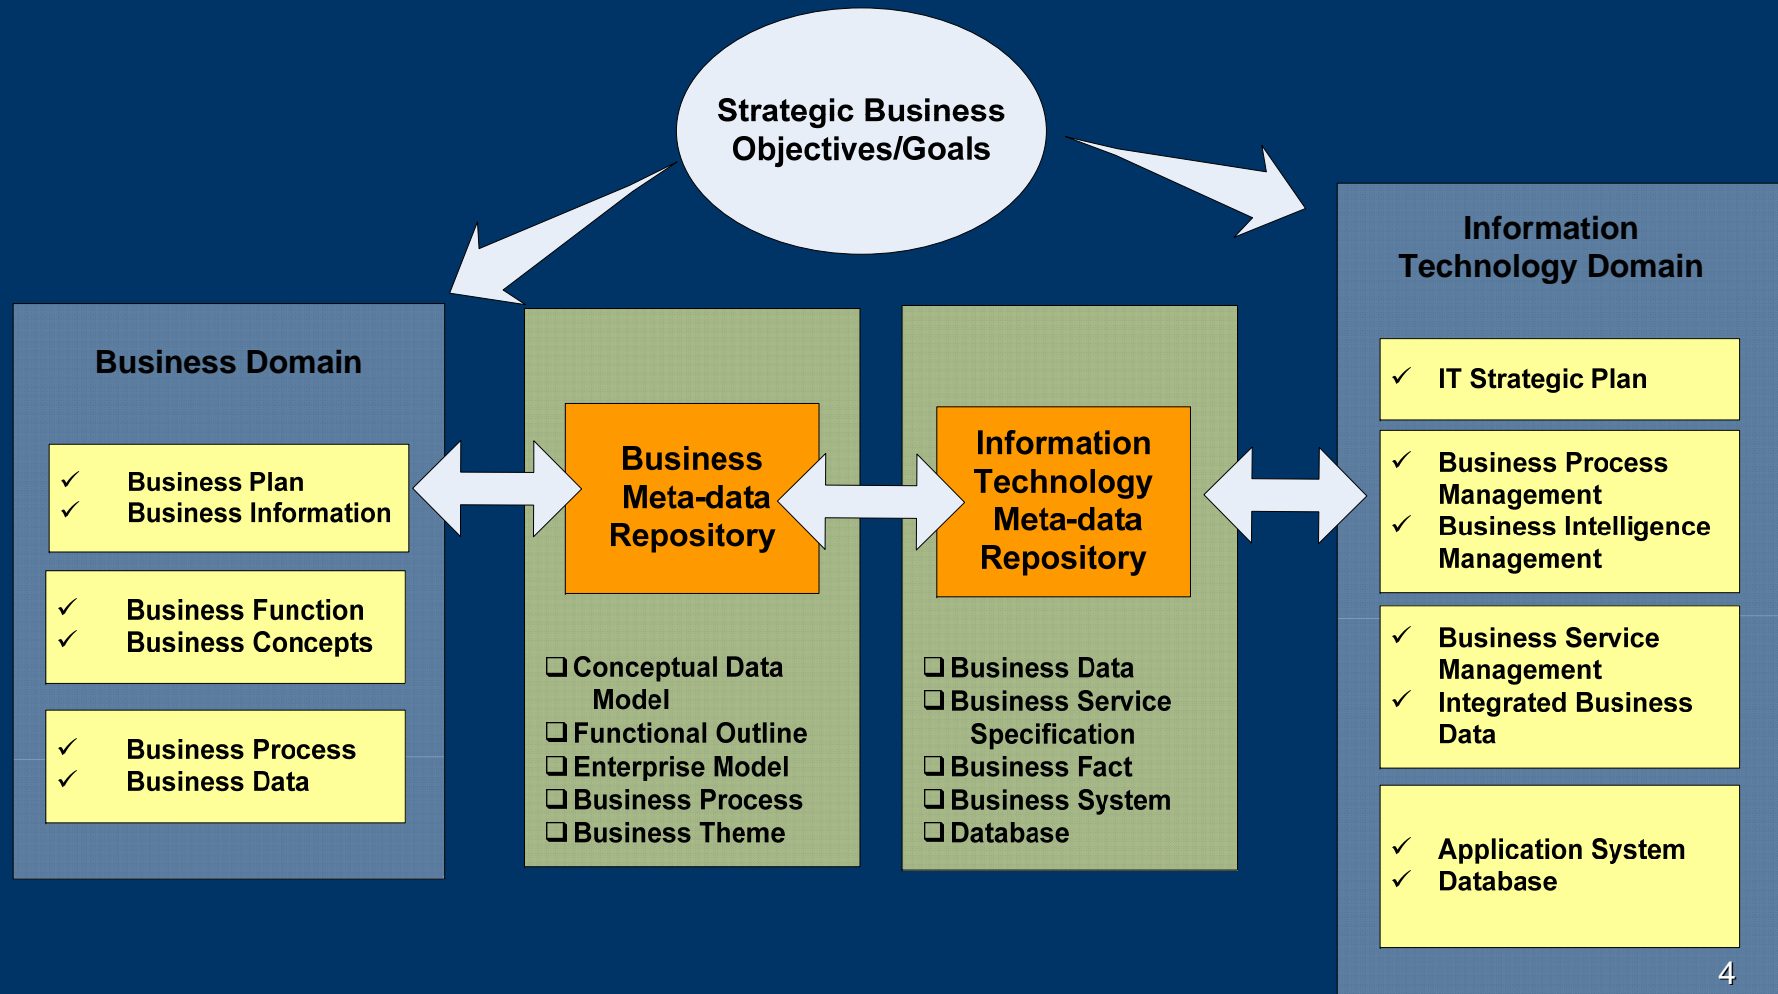 Strategic Business
Objectives/Goals
Information
Technology Domain
Business Domain
✓ Business Plan
✓ Business Information
✓ Business Function
✓ Business Concepts
✓ Business Process
✓ Business Data
Business
Meta-data
Repository
❑ Conceptual Data
Model
❑ Functional Outline
❑ Enterprise Model
❑ Business Process
❑ Business Theme
Information
Technology
Meta-data
Repository
❑ Business Data
❑ Business Service
Specification
❑ Business Fact
❑ Business System
❑ Database
✓ IT Strategic Plan
✓ Business Process
Management
✓ Business Intelligence
Management
✓ Business Service
Management
✓ Integrated Business
Data
✓ Application System
✓ Database
4